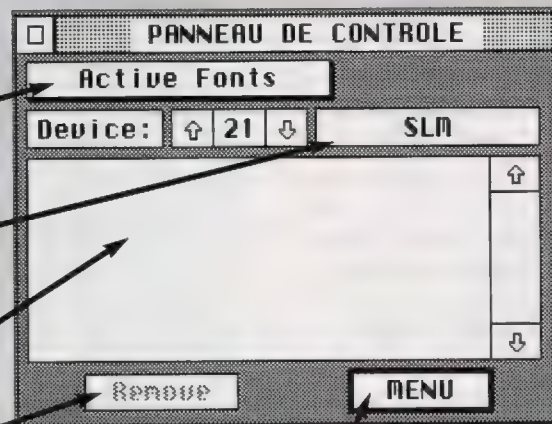 PANNEAU DE CONTROLE
Active Fonts
Device: 21 SLM
Remove MENU